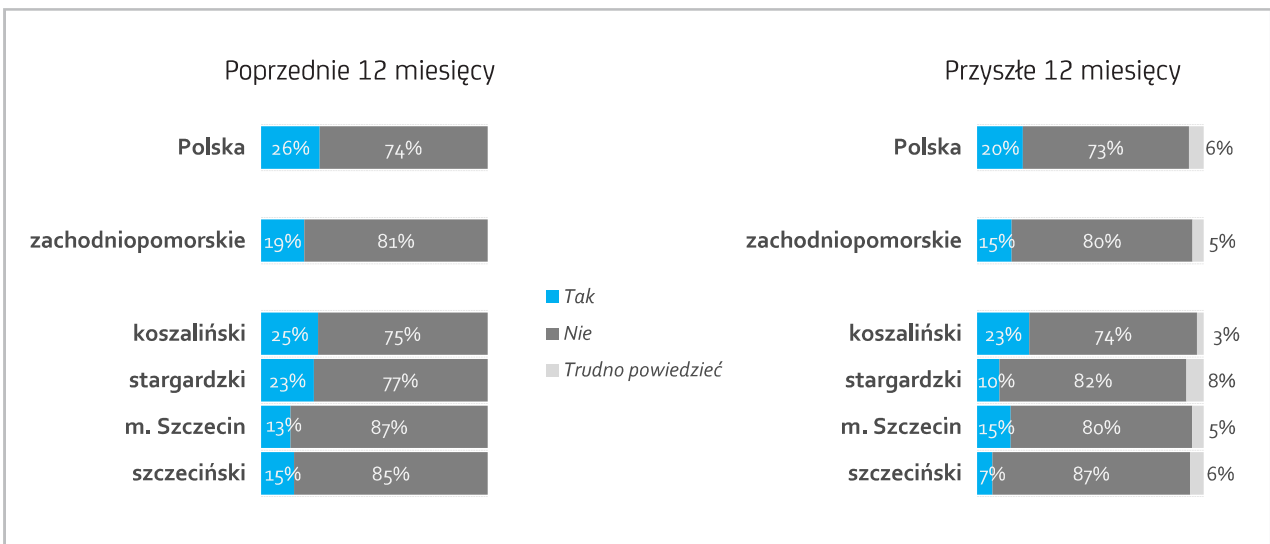 Poprzednie 12 miesięcy
Polska 26% 74%
zachodniopomorskie 19% 81%
koszaliński 25% 75%
stargardzki 23% 77%
m. Szczecin 13% 87%
szczeciński 15% 85%
Tak
Nie
Trudno powiedzieć
Przyszłe 12 miesięcy
Polska 20% 73% 6%
zachodniopomorskie 15% 80% 5%
koszaliński 23% 74% 3%
stargardzki 10% 82% 8%
m. Szczecin 15% 80% 5%
szczeciński 7% 87% 6%